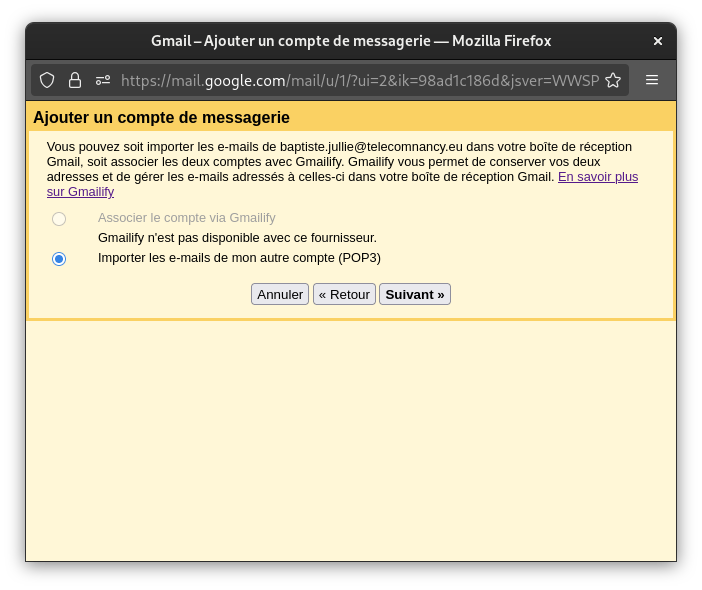 Gmail – Ajouter un compte de messagerie — Mozilla Firefox
https://mail.google.com/mail/u/1/?ui=2&ik=98ad1c186d&jsver=WWSP
Ajouter un compte de messagerie
Vous pouvez soit importer les e-mails de baptiste.jullie@telecomnancy.eu dans votre boîte de réception
Gmail, soit associer les deux comptes avec Gmailify. Gmailify vous permet de conserver vos deux
adresses et de gérer les e-mails adressés à celles-ci dans votre boîte de réception Gmail. En savoir plus
sur Gmailify
Associer le compte via Gmailify
Gmailify n'est pas disponible avec ce fournisseur.
Importer les e-mails de mon autre compte (POP3)
Annuler « Retour Suivant »